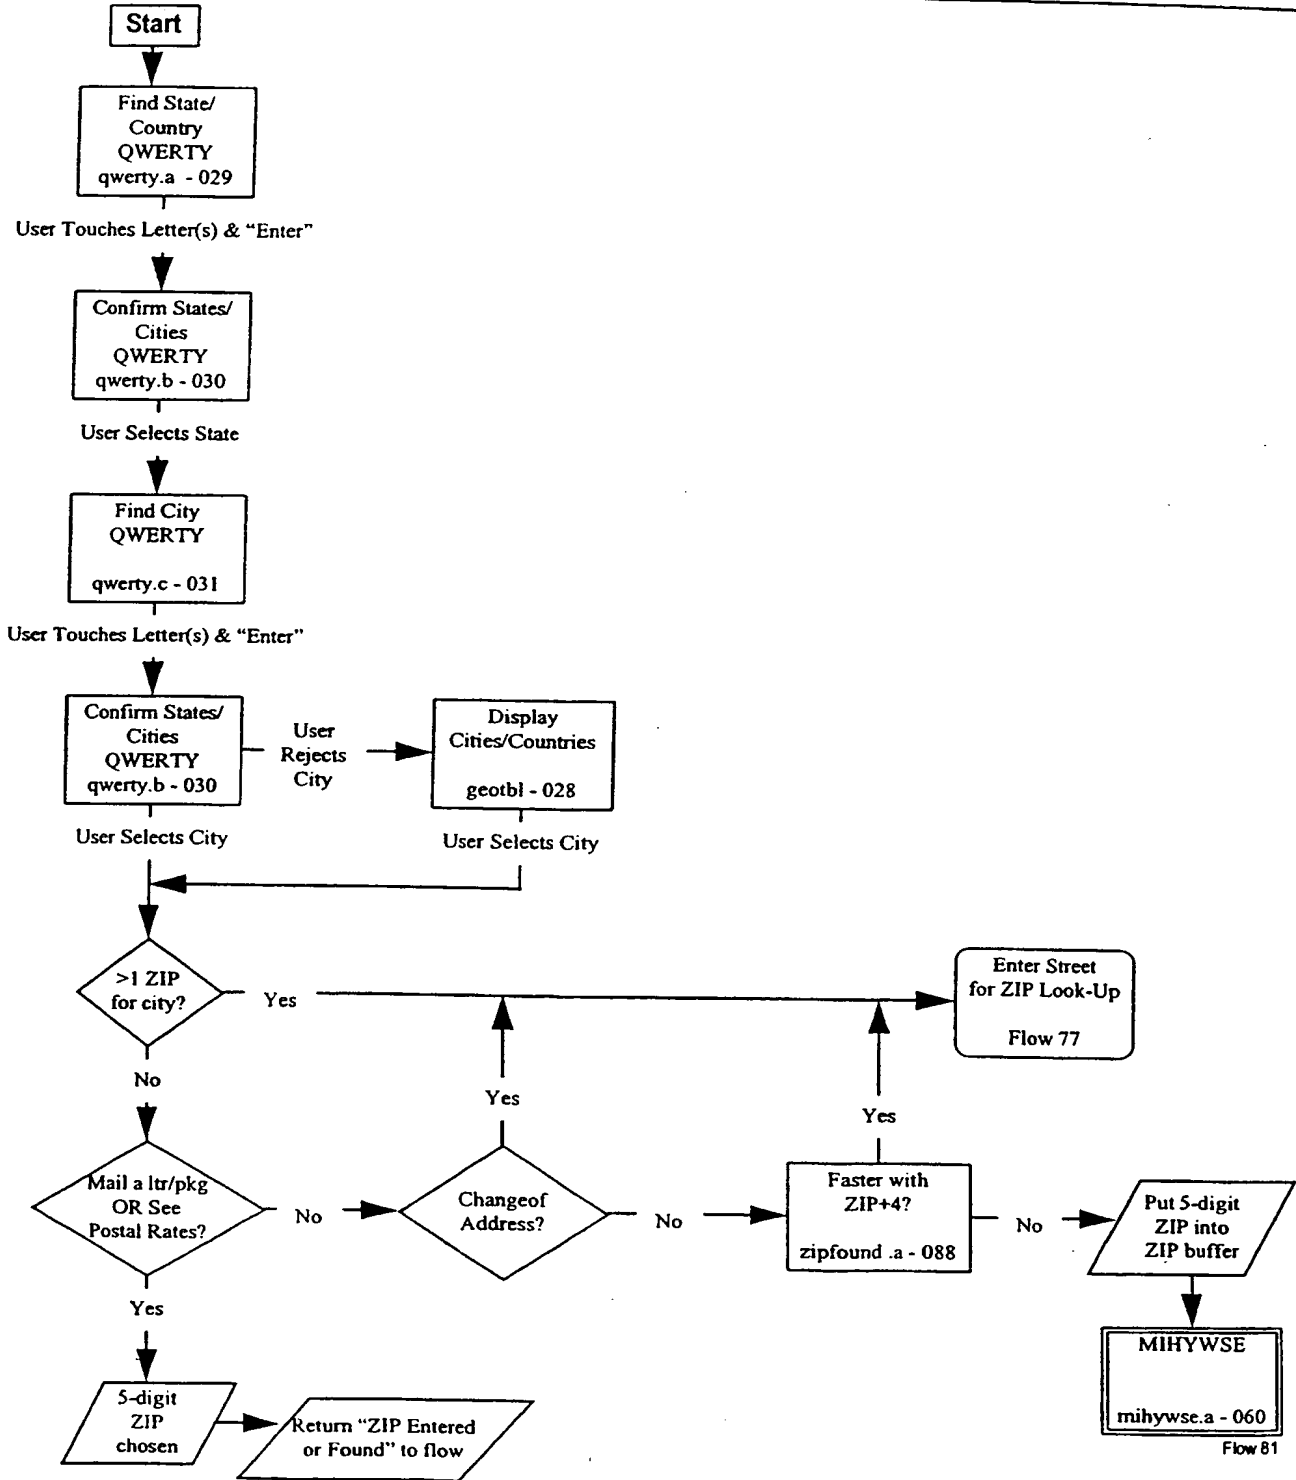 Start
Find State/
Country
QWERTY
qwerty.a - 029
User Touches Letter(s) & “Enter”
Confirm States/
Cities
QWERTY
qwerty.b - 030
User Selects State
Find City
QWERTY
qwerty.c - 031
User Touches Letter(s) & “Enter”
Confirm States/
Cities
QWERTY
qwerty.b - 030
User
Rejects
City
Display
Cities/Countries
geotbl - 028
User Selects City
User Selects City
>1 ZIP
for city?
Yes
Enter Street
for ZIP Look-Up
Flow 77
No
Yes
Yes
Mail a ltr/pkg
OR See
Postal Rates?
No
Changeof
Address?
No
Faster with
ZIP+4?
zipfound .a - 088
No
Put 5-digit
ZIP into
ZIP buffer
Yes
MIHYWSE
mihywse.a - 060
5-digit
ZIP
chosen
Return “ZIP Entered
or Found” to flow
Flow 81